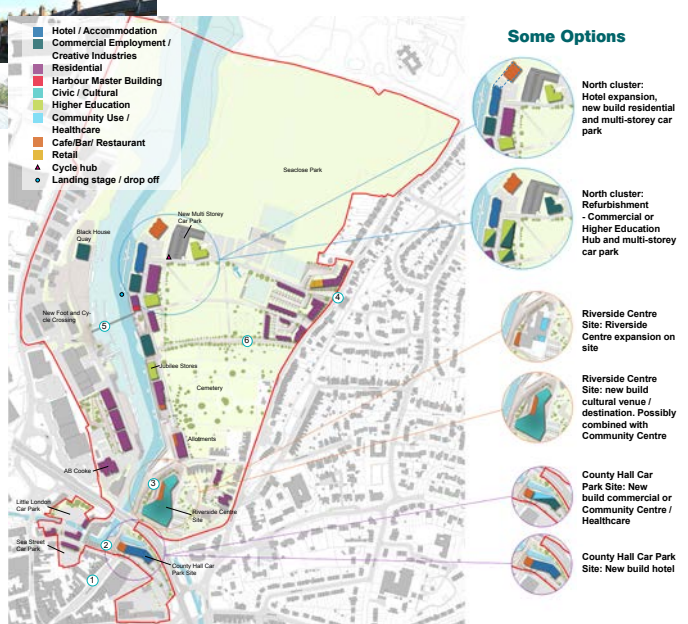 Hotel / Accommodation
Commercial Employment /
Creative Industries
Residential
Harbour Master Building
Civic / Cultural
Higher Education
Community Use /
Healthcare
Cafe/Bar/ Restaurant
Retail
Cycle hub
Landing stage / drop off
Seaclose Park
New Multi Storey
Car Park
Black House
Quay
4
New Foot and Cy-
cle Crossing
5
6
Jubilee Stores
Cemetery
Allotments
AB Cooke
3
Little London
Car Park
Riverside Centre
Site
Sea Street
Car Park
2
County Hall Car
Park Site
1
Some Options
North cluster:
Hotel expansion,
new build residential
and multi-storey car
park
North cluster:
Refurbishment
- Commercial or
Higher Education
Hub and multi-storey
car park
Riverside Centre
Site: Riverside
Centre expansion on
site
Riverside Centre
Site: new build
cultural venue /
destination. Possibly
combined with
Community Centre
County Hall Car
Park Site: New
build commercial or
Community Centre /
Healthcare
County Hall Car Park
Site: New build hotel